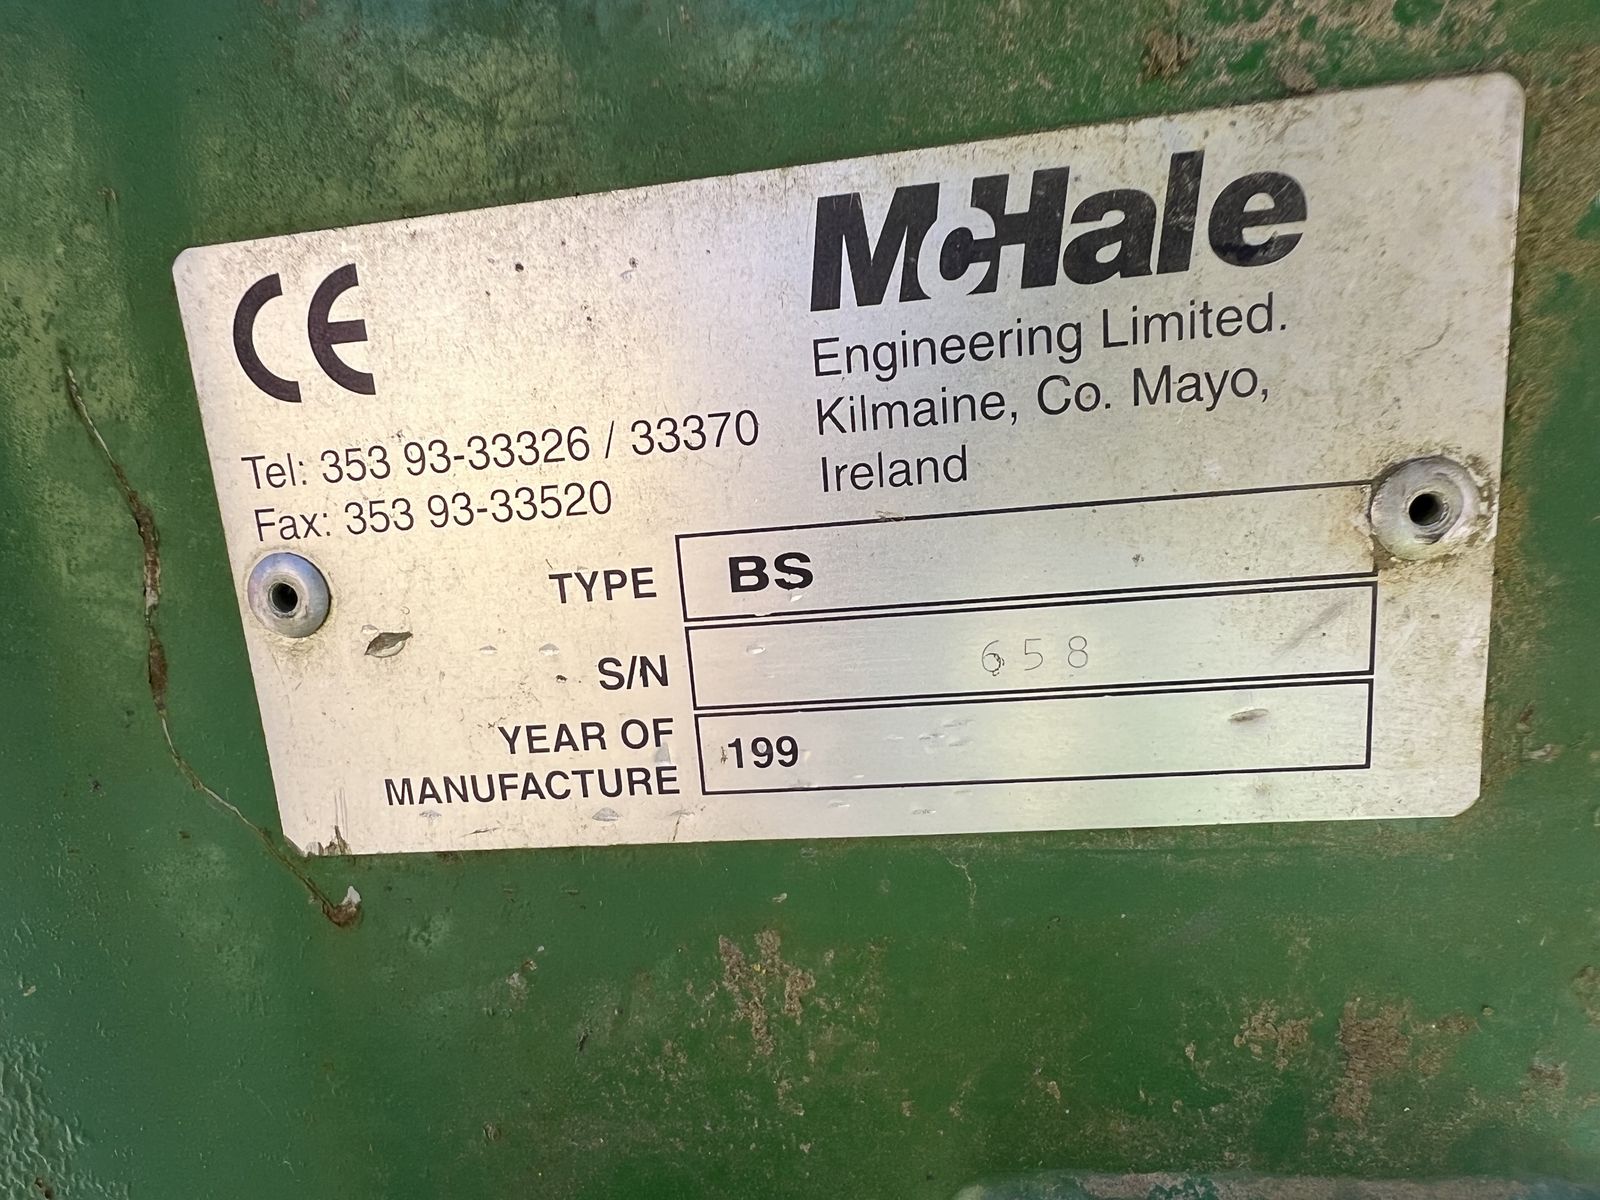 CE
McHale
Engineering Limited.
Kilmaine, Co. Mayo,
Ireland
Tel: 353 93-33326 / 33370
Fax: 353 93-33520
TYPE BS
S/N 658
YEAR OF
MANUFACTURE 199